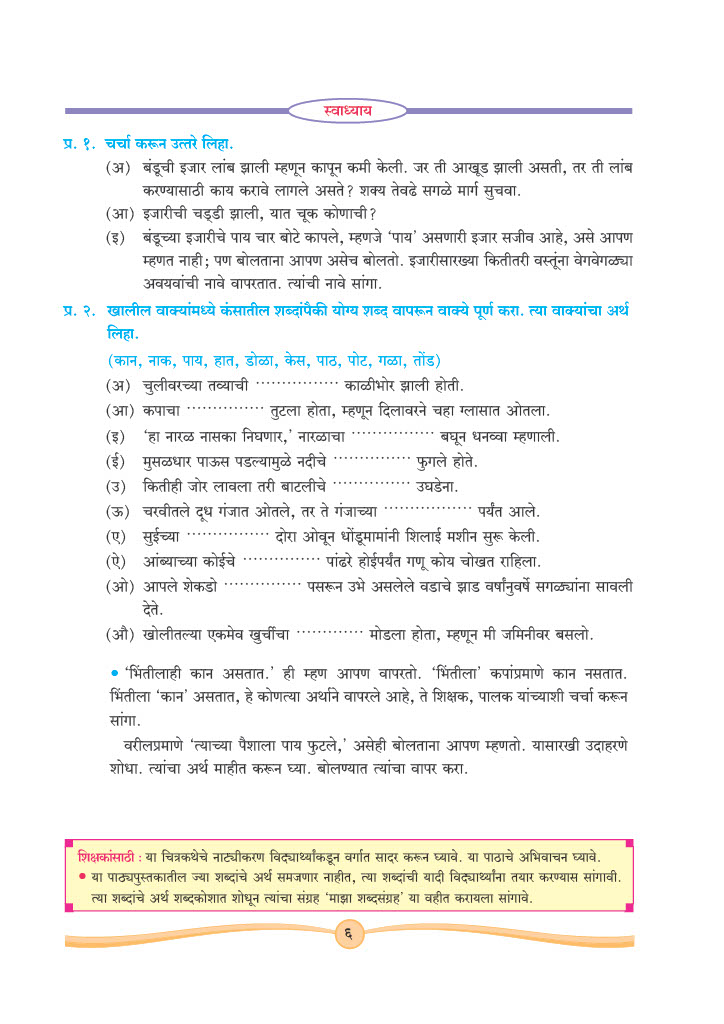 स्वाध्याय
प्र. १. चर्चा करून उत्तरे लिहा.
(अ) बंडूची इजार लांब झाली म्हणून कापून कमी केली. जर ती आखूड झाली असती, तर ती लांब
करण्यासाठी काय करावे लागले असते? शक्य तेवढे सगळे मार्ग सुचवा.
(आ) इजारीची चड्डी झाली, यात चूक कोणाची?
(इ) बंडूच्या इजारीचे पाय चार बोटे कापले, म्हणजे ‘पाय’ असणारी इजार सजीव आहे, असे आपण
म्हणत नाही; पण बोलताना आपण असेच बोलतो. इजारीसारख्या कितीतरी वस्तूंना वेगवेगळ्या
अवयवांची नावे वापरतात. त्यांची नावे सांगा.
प्र. २. खालील वाक्यांमध्ये कंसातील शब्दांपैकी योग्य शब्द वापरून वाक्ये पूर्ण करा. त्या वाक्यांचा अर्थ
लिहा.
(कान, नाक, पाय, हात, डोळा, केस, पाठ, पोट, गळा, तोंड)
(अ) चुलीवरच्या तव्याची ................ काळीभोर झाली होती.
(आ) कपाचा ............... तुटला होता, म्हणून दिलावरने चहा ग्लासात ओतला.
(इ) ‘हा नारळ नासका निघणार,’ नारळाचा ................ बघून धनव्वा म्हणाली.
(ई) मुसळधार पाऊस पडल्यामुळे नदीचे ............... फुगले होते.
(उ) कितीही जोर लावला तरी बाटलीचे ............... उघडेना.
(ऊ) चरवीतले दूध गंजात ओतले, तर ते गंजाच्या ................. पर्यंत आले.
(ए) सुईच्या ................ दोरा ओवून धोंडूमामांनी शिलाई मशीन सुरू केली.
(ऐ) आंब्याच्या कोईचे ............... पांढरे होईपर्यंत गणू कोय चोखत राहिला.
(ओ) आपले शेकडो ............... पसरून उभे असलेले वडाचे झाड वर्षांनुवर्षे सगळ्यांना सावली
देते.
(औ) खोलीतल्या एकमेव खुर्चीचा ............. मोडला होता, म्हणून मी जमिनीवर बसलो.
• ‘भिंतीलाही कान असतात.’ ही म्हण आपण वापरतो. ‘भिंतीला’ कपांप्रमाणे कान नसतात.
भिंतीला ‘कान’ असतात, हे कोणत्या अर्थाने वापरले आहे, ते शिक्षक, पालक यांच्याशी चर्चा करून
सांगा.
वरीलप्रमाणे ‘त्याच्या पैशाला पाय फुटले,’ असेही बोलताना आपण म्हणतो. यासारखी उदाहरणे
शोधा. त्यांचा अर्थ माहीत करून घ्या. बोलण्यात त्यांचा वापर करा.
शिक्षकांसाठी : या चित्रकथेचे नाट्यीकरण विद्यार्थ्यांकडून वर्गात सादर करून घ्यावे. या पाठाचे अभिवाचन घ्यावे.
• या पाठ्यपुस्तकातील ज्या शब्दांचे अर्थ समजणार नाहीत, त्या शब्दांची यादी विद्यार्थ्यांना तयार करण्यास सांगावी.
त्या शब्दांचे अर्थ शब्दकोशात शोधून त्यांचा संग्रह ‘माझा शब्दसंग्रह’ या वहीत करायला सांगावे.
६